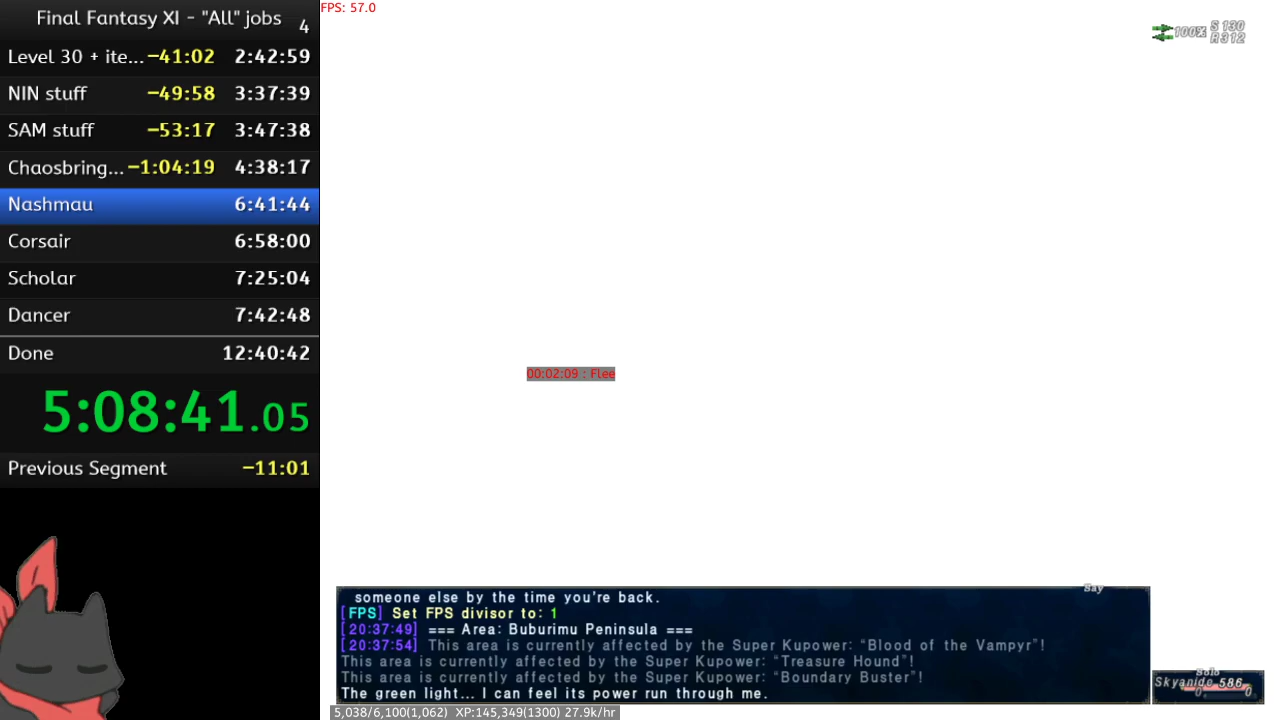 Final Fantasy XI - "All" jobs
4
Level 30 + ite... −41:02 2:42:59
NIN stuff −49:58 3:37:39
SAM stuff −53:17 3:47:38
Chaosbring... −1:04:19 4:38:17
Nashmau 6:41:44
Corsair 6:58:00
Scholar 7:25:04
Dancer 7:42:48
Done 12:40:42
5:08:41.05
Previous Segment −11:01
FPS: 57.0
100% S 130
R 312
00:02:09 : Flee
Say
someone else by the time you're back.
[FPS] Set FPS divisor to: 1
[20:37:49] === Area: Buburimu Peninsula ===
[20:37:54] This area is currently affected by the Super Kupower: “Blood of the Vampyr”!
This area is currently affected by the Super Kupower: “Treasure Hound”!
This area is currently affected by the Super Kupower: “Boundary Buster”!
The green light... I can feel its power run through me.
Solo
Skyanide 586
0 0
5,038/6,100(1,062) XP:145,349(1300) 27.9k/hr